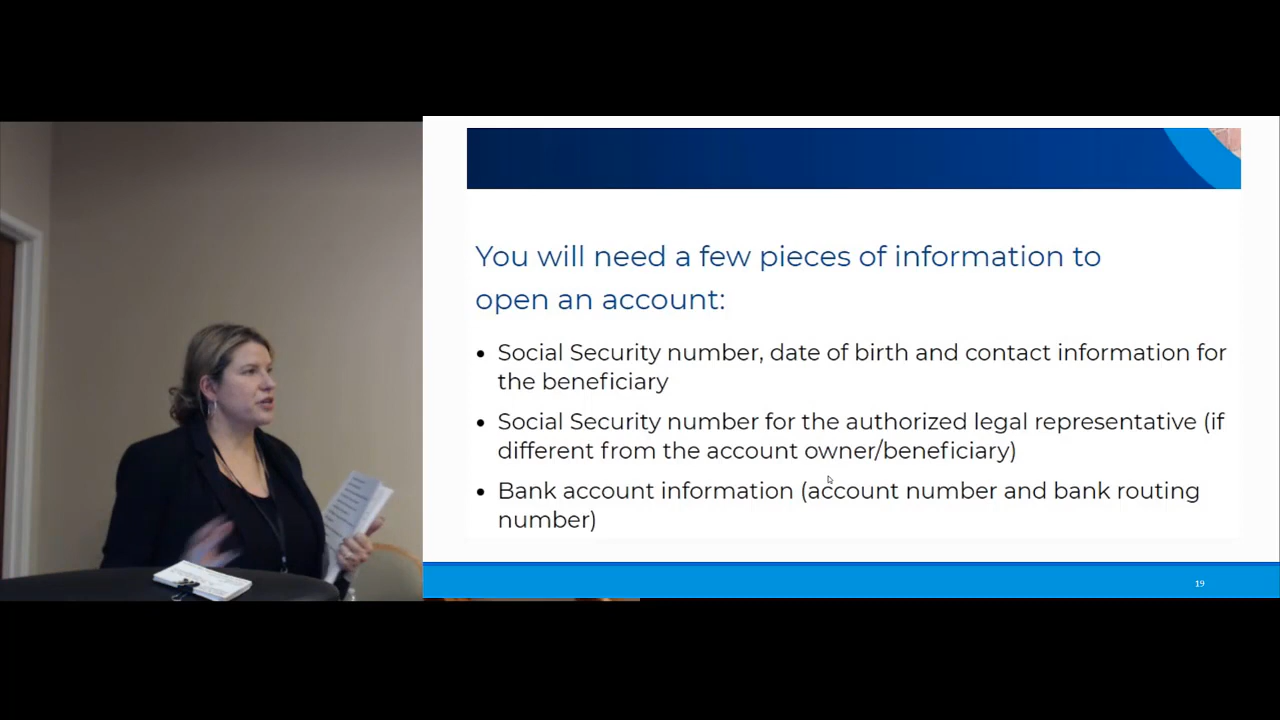 You will need a few pieces of information to
open an account:
• Social Security number, date of birth and contact information for
the beneficiary
• Social Security number for the authorized legal representative (if
different from the account owner/beneficiary)
• Bank account information (account number and bank routing
number)
19